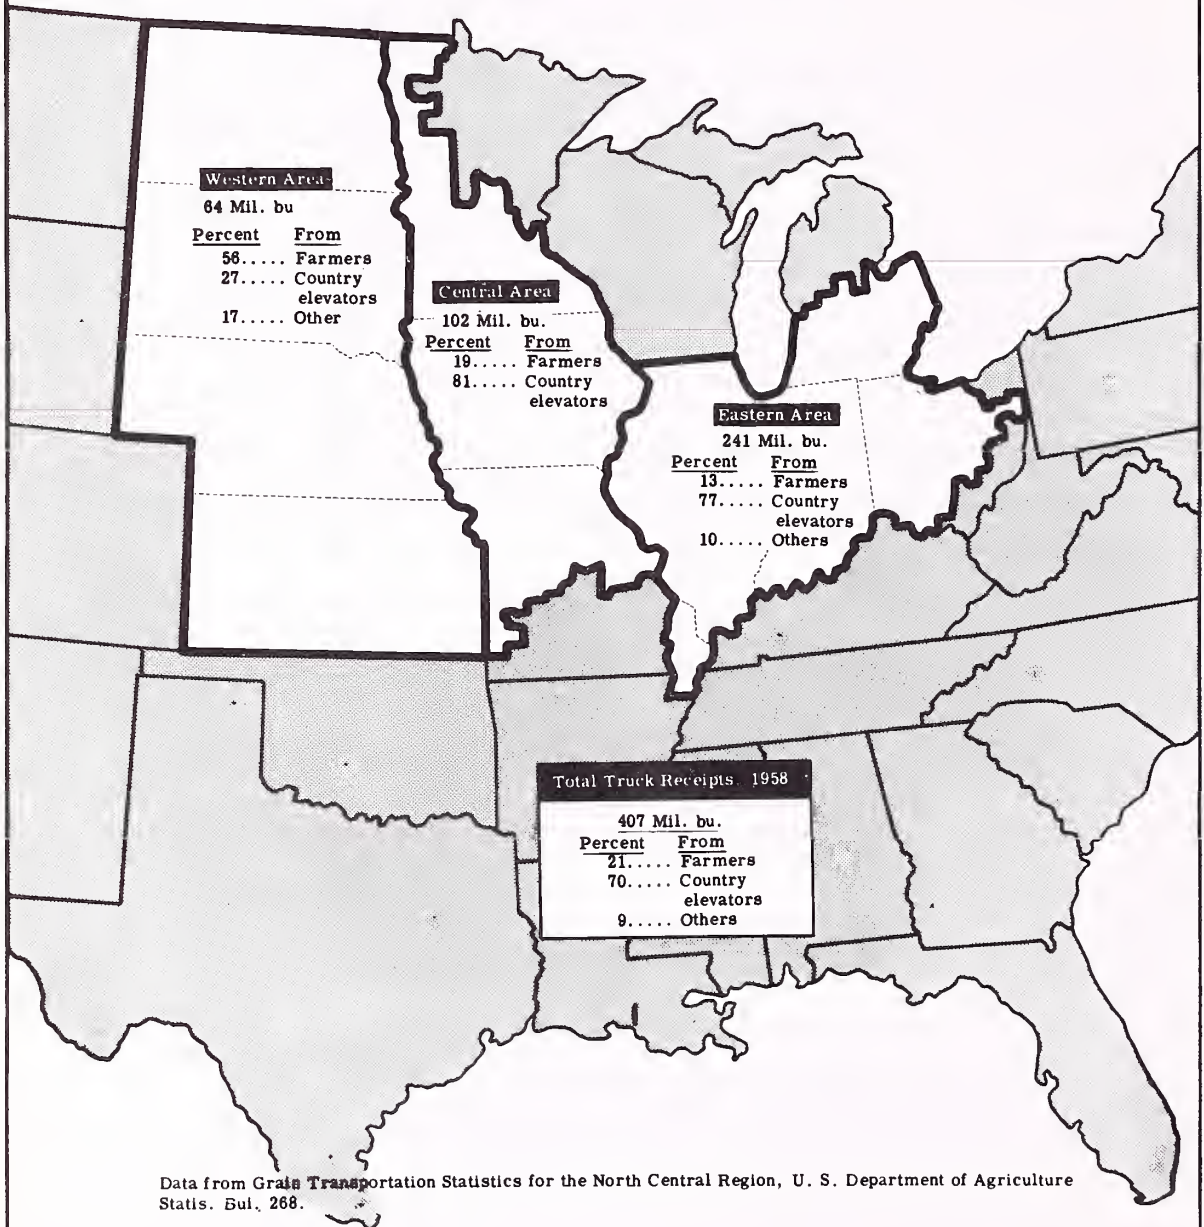 Western Area
64 Mil. bu
Percent From
56..... Farmers
27..... Country
elevators
17..... Other
Central Area
102 Mil. bu.
Percent From
19..... Farmers
81..... Country
elevators
Eastern Area
241 Mil. bu.
Percent From
13..... Farmers
77..... Country
elevators
10..... Others
Total Truck Receipts. 1958
407 Mil. bu.
Percent From
21..... Farmers
70..... Country
elevators
9..... Others
Data from Grain Transportation Statistics for the North Central Region, U. S. Department of Agriculture
Statis. Bul. 268.